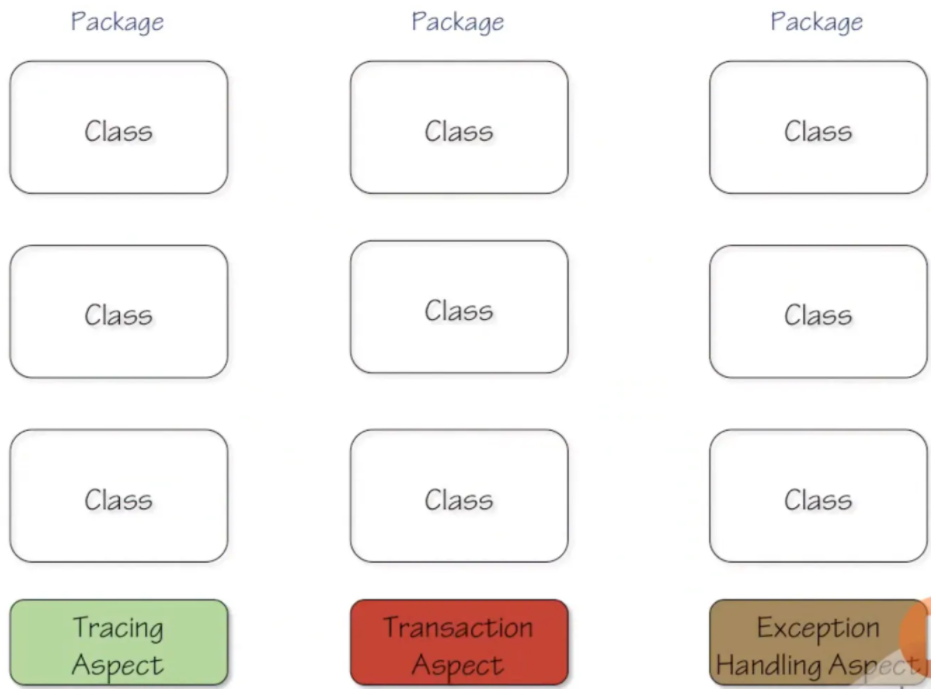 Package
Package
Package
Class
Class
Class
Class
Class
Class
Class
Class
Class
Tracing
Aspect
Transaction
Aspect
Exception
Handling Aspect